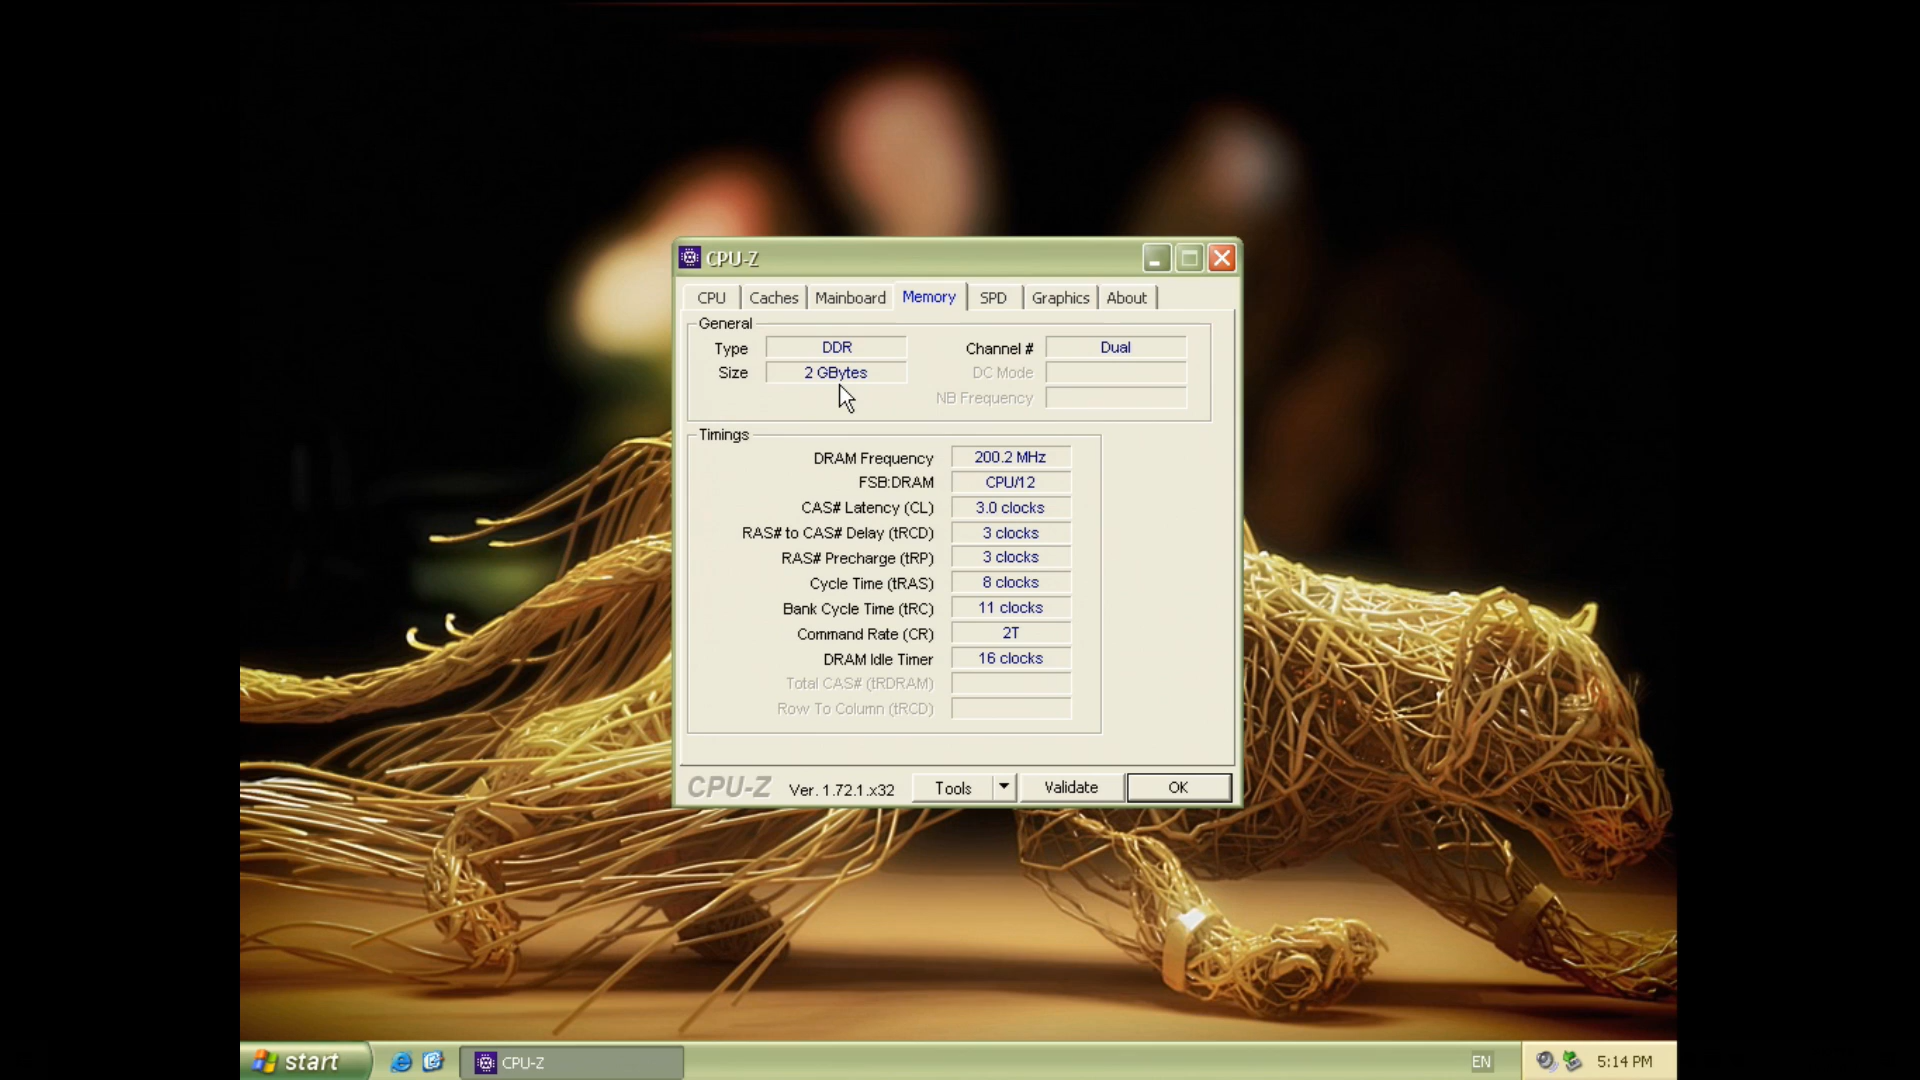 CPU-Z
CPU Caches Mainboard Memory SPD Graphics About
General
Type DDR Channel # Dual
Size 2 GBytes DC Mode
NB Frequency
Timings
DRAM Frequency 200.2 MHz
FSB:DRAM CPU/12
CAS# Latency (CL) 3.0 clocks
RAS# to CAS# Delay (tRCD) 3 clocks
RAS# Precharge (tRP) 3 clocks
Cycle Time (tRAS) 8 clocks
Bank Cycle Time (tRC) 11 clocks
Command Rate (CR) 2T
DRAM Idle Timer 16 clocks
Total CAS# (tRDRAM)
Row To Column (tRCD)
CPU-Z Ver. 1.72.1.x32 Tools Validate OK
start CPU-Z EN 5:14 PM